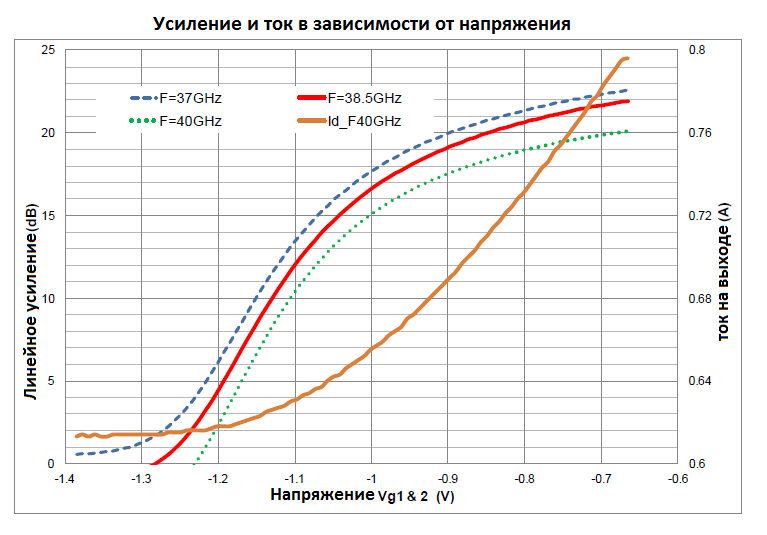 Усиление и ток в зависимости от напряжения
25
20
15
10
5
0
Линейное усиление(dB)
F=37GHz
F=38.5GHz
F=40GHz
Id_F40GHz
0.8
0.76
0.72
0.68
0.64
0.6
ток на выходе (A)
-1.4 -1.3 -1.2 -1.1 -1 -0.9 -0.8 -0.7 -0.6
Напряжение Vg1 & 2 (V)